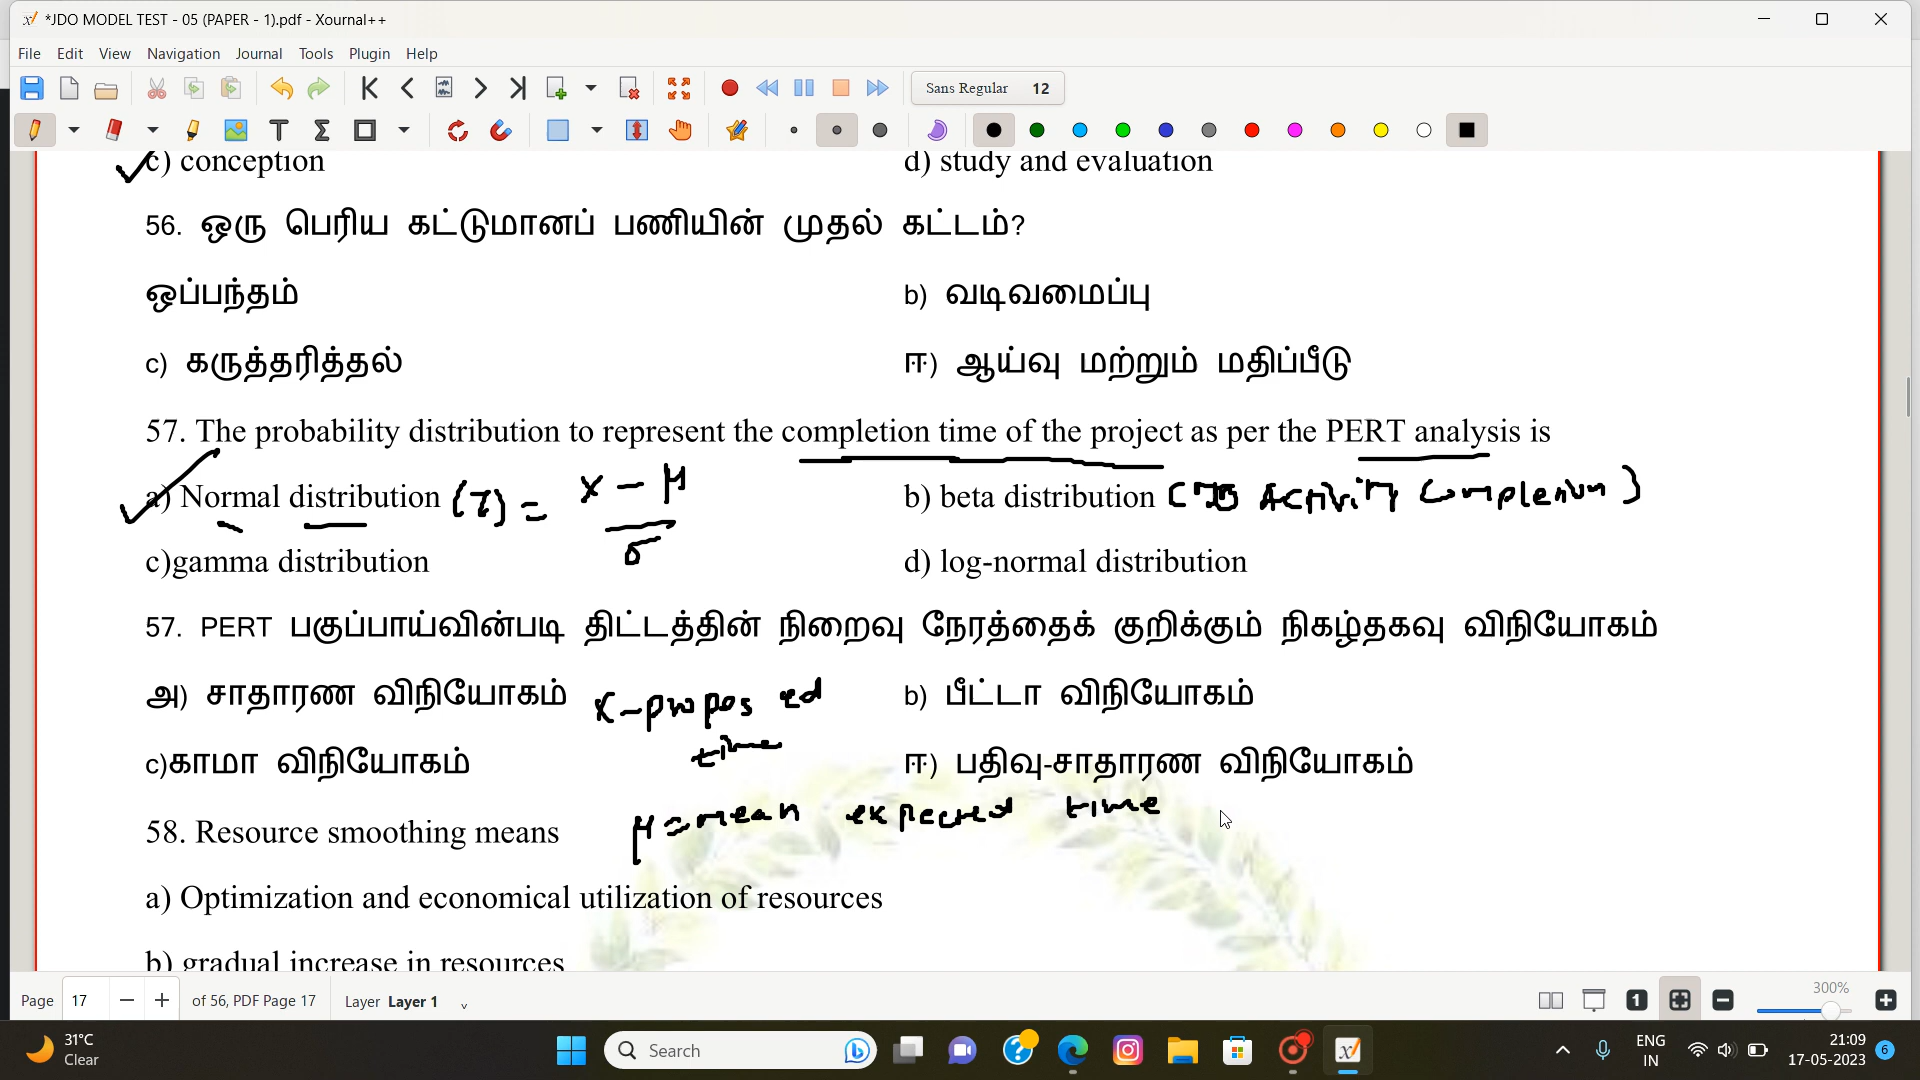 *JDO MODEL TEST - 05 (PAPER - 1).pdf - Xournal++
File Edit View Navigation Journal Tools Plugin Help
Sans Regular 12
c) conception d) study and evaluation
56. ஒரு பெரிய கட்டுமானப் பணியின் முதல் கட்டம்?
ஒப்பந்தம் b) வடிவமைப்பு
c) கருத்தரித்தல் ஈ) ஆய்வு மற்றும் மதிப்பீடு
57. The probability distribution to represent the completion time of the project as per the PERT analysis is
a) Normal distribution (Z) = x - μ / σ b) beta distribution ( Activity Completion )
c)gamma distribution d) log-normal distribution
57. PERT பகுப்பாய்வின்படி திட்டத்தின் நிறைவு நேரத்தைக் குறிக்கும் நிகழ்தகவு விநியோகம்
அ) சாதாரண விநியோகம் x - proposed b) பீட்டா விநியோகம்
time
c)காமா விநியோகம் ஈ) பதிவு-சாதாரண விநியோகம்
58. Resource smoothing means μ = mean expected time
a) Optimization and economical utilization of resources
b) gradual increase in resources
Page 17 of 56, PDF Page 17 Layer Layer 1 300%
31°C
Clear
Search
ENG
IN
21:09
17-05-2023
6